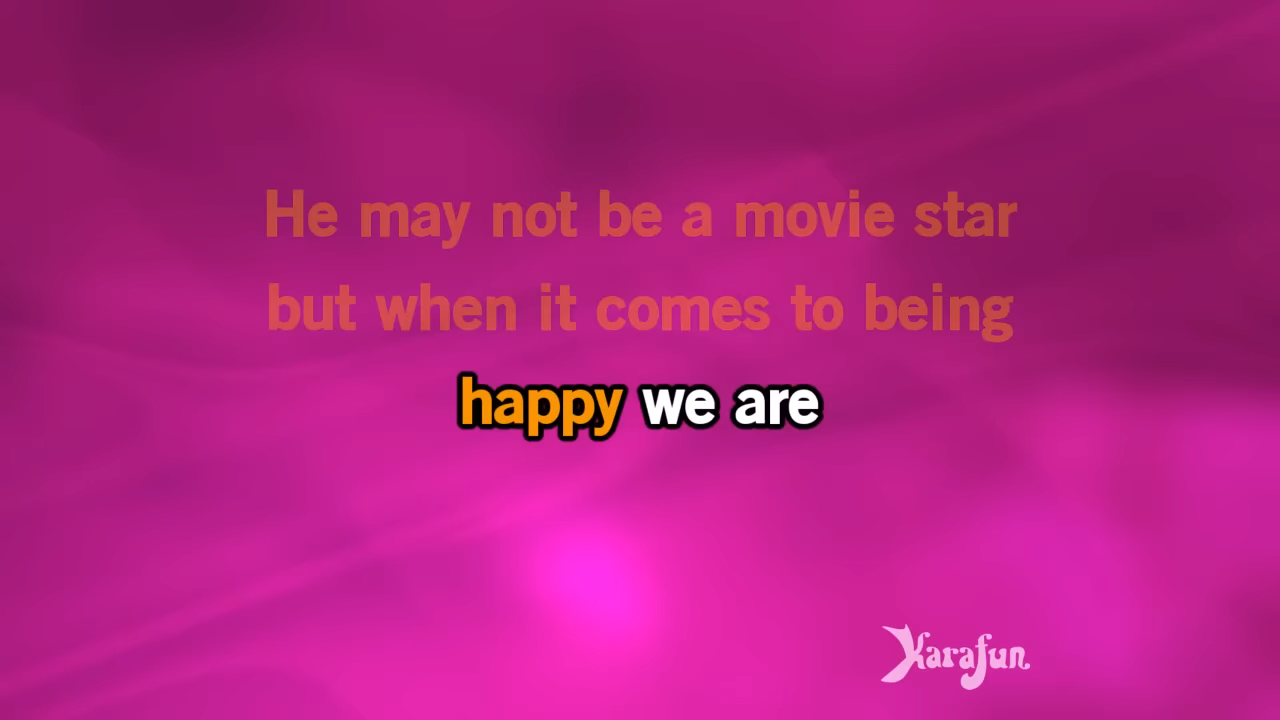 He may not be a movie star
but when it comes to being
happy we are
Karafun